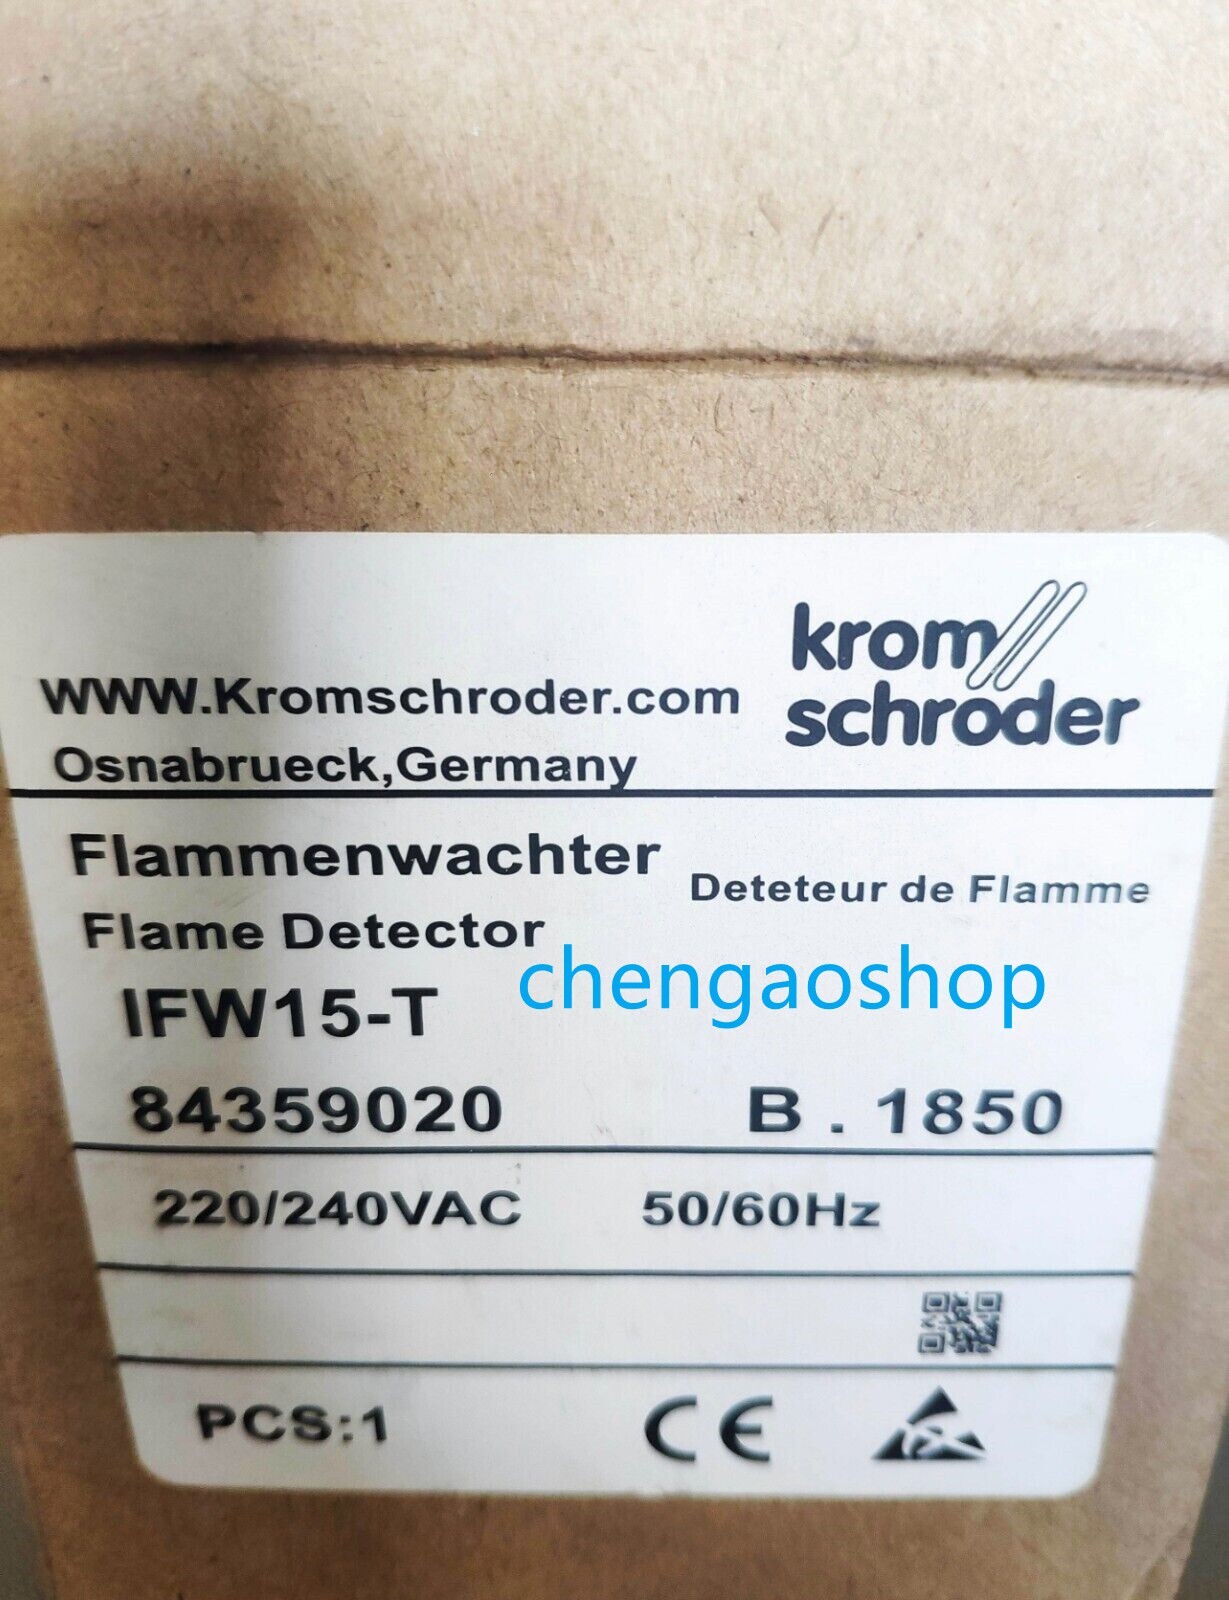 krom
schroder
WWW.Kromschroder.com
Osnabrueck,Germany
Flammenwachter
Deteteur de Flamme
Flame Detector
chengaoshop
IFW15-T
84359020 B . 1850
220/240VAC 50/60Hz
PCS:1 CE